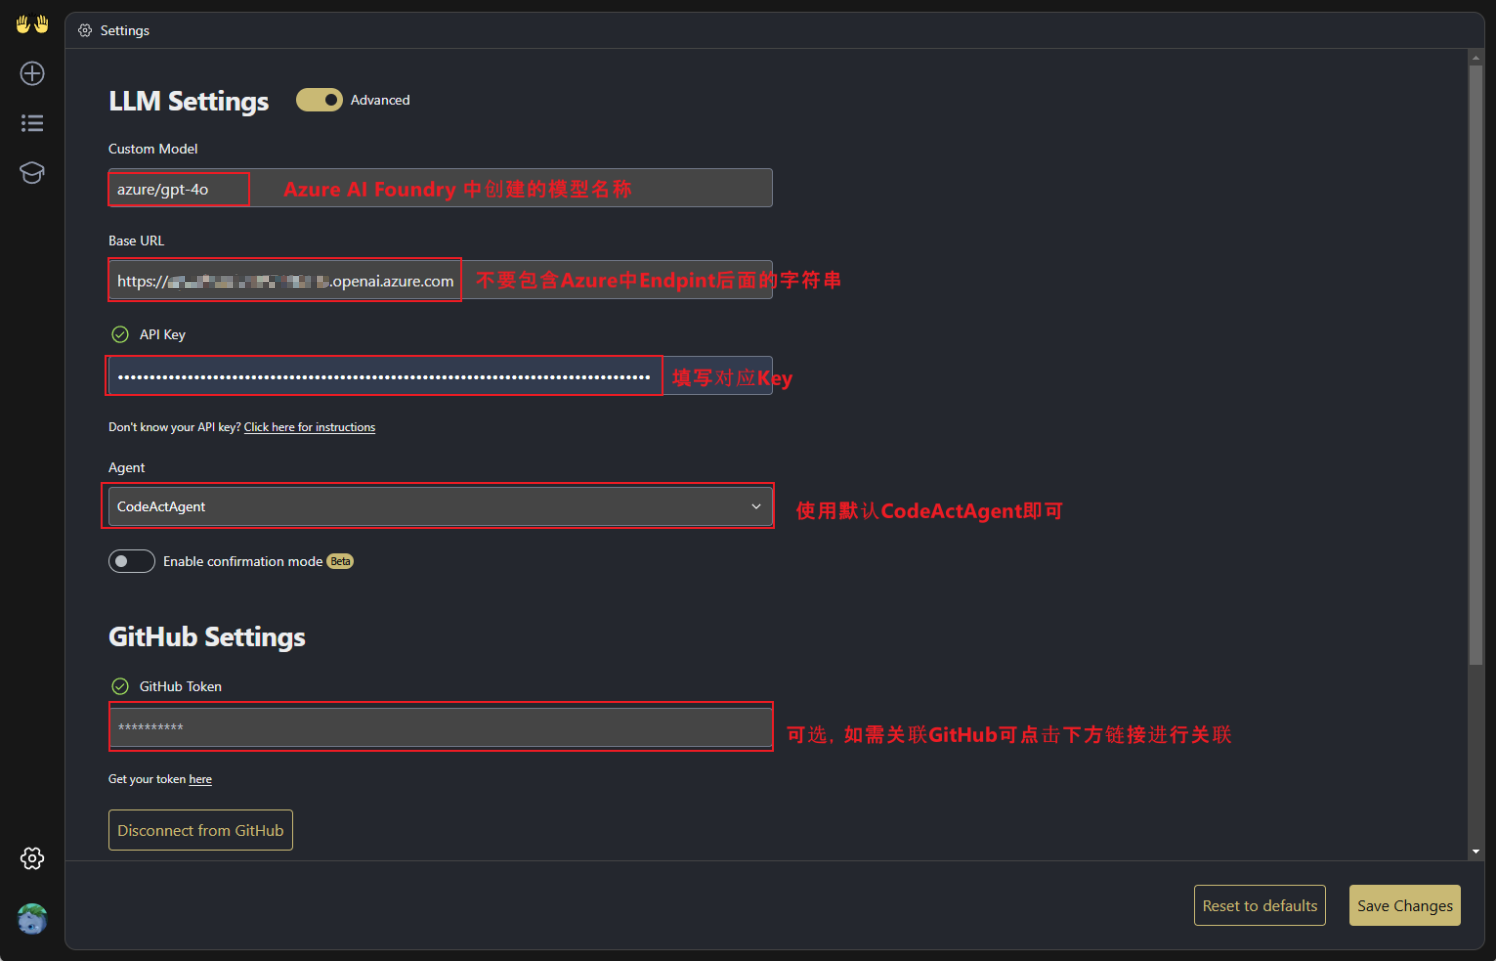 Settings
LLM Settings
Advanced
Custom Model
azure/gpt-4o
Azure AI Foundry 中创建的模型名称
Base URL
https:// .openai.azure.com
不要包含Azure中Endpint后面的字符串
API Key
填写对应Key
Don't know your API key? Click here for instructions
Agent
CodeActAgent
使用默认CodeActAgent即可
Enable confirmation mode Beta
GitHub Settings
GitHub Token
**********
可选, 如需关联GitHub可点击下方链接进行关联
Get your token here
Disconnect from GitHub
Reset to defaults
Save Changes